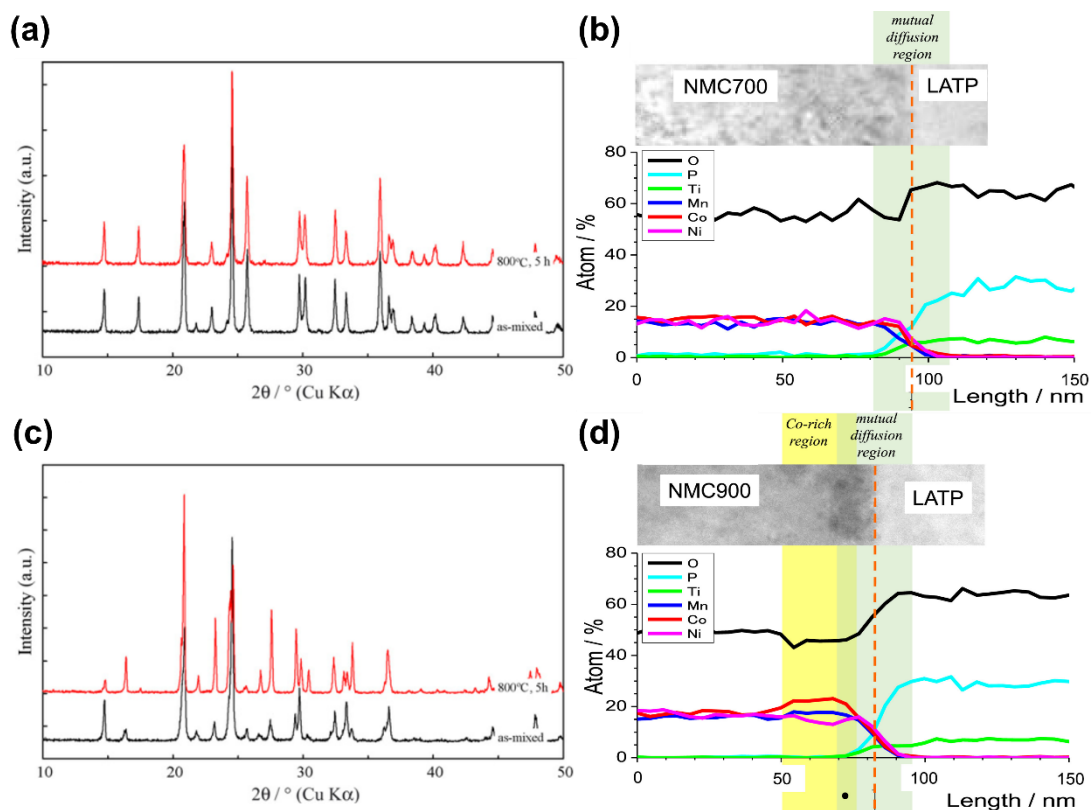 (a)
Intensity (a.u.)
800°C, 5 h
as-mixed
10 20 30 40 50
2θ / ° (Cu Kα)
(b)
mutual
diffusion
region
NMC700 LATP
80
60
40
20
0
Atom / %
O
P
Ti
Mn
Co
Ni
0 50 100 150
Length / nm
(c)
Intensity (a.u.)
800°C, 5h
as-mixed
10 20 30 40 50
2θ / ° (Cu Kα)
(d)
Co-rich
region
mutual
diffusion
region
NMC900 LATP
80
60
40
20
0
Atom / %
O
P
Ti
Mn
Co
Ni
0 50 100 150
Length / nm